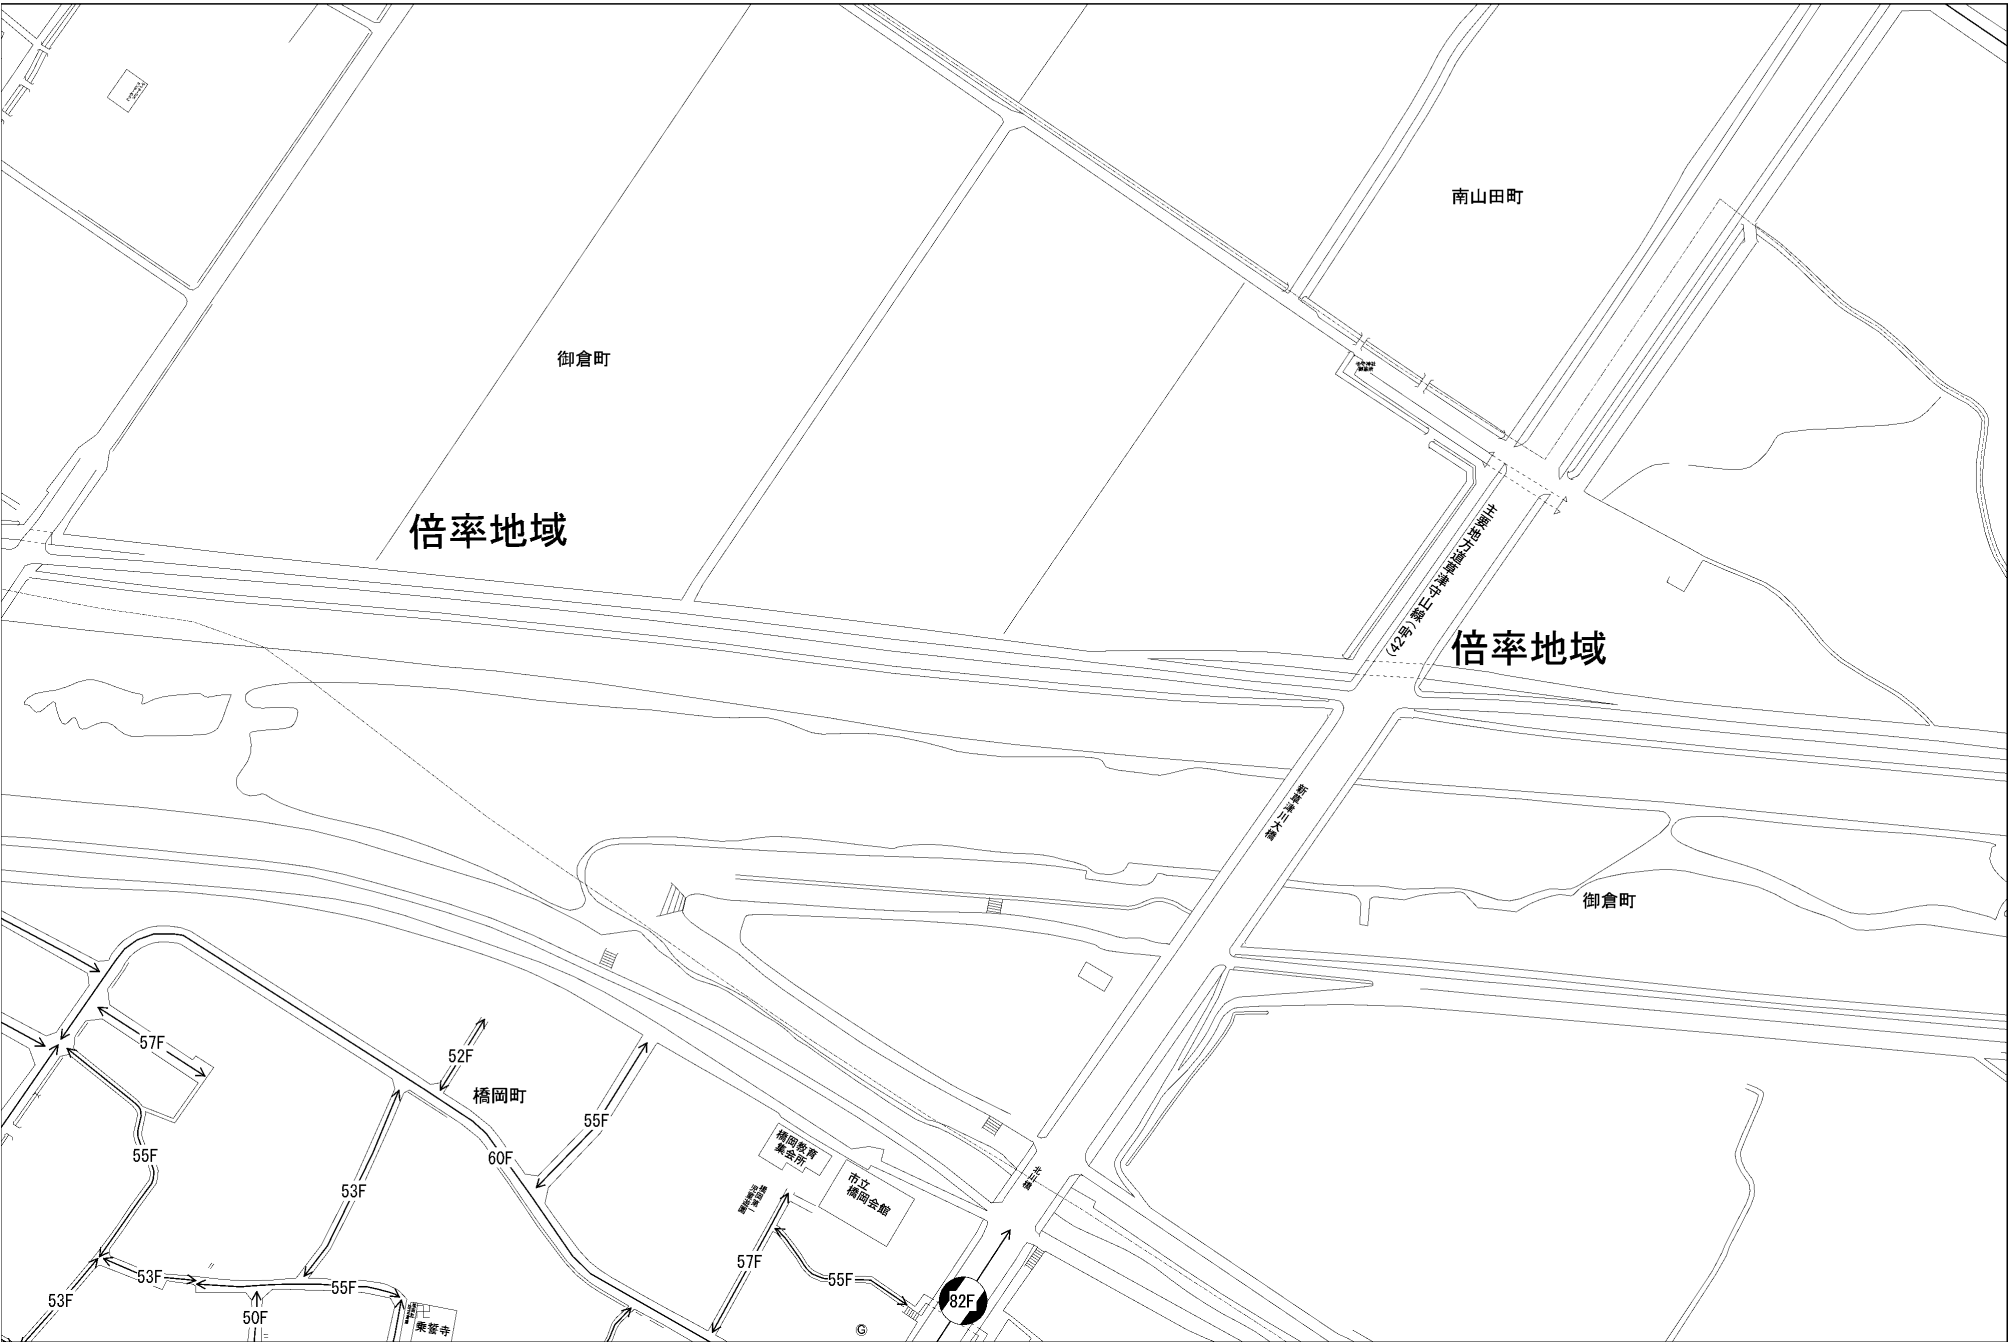 南山田町
御倉町
倍率地域
主要地方道草津守山線
(42号)
倍率地域
新草津川大橋
御倉町
57F
52F
橋岡町
55F
55F
60F
橋岡教育
集会所
北川橋
市立
橋岡会館
53F
57F
53F
55F
55F
53F
50F
82F
乗誓寺
G